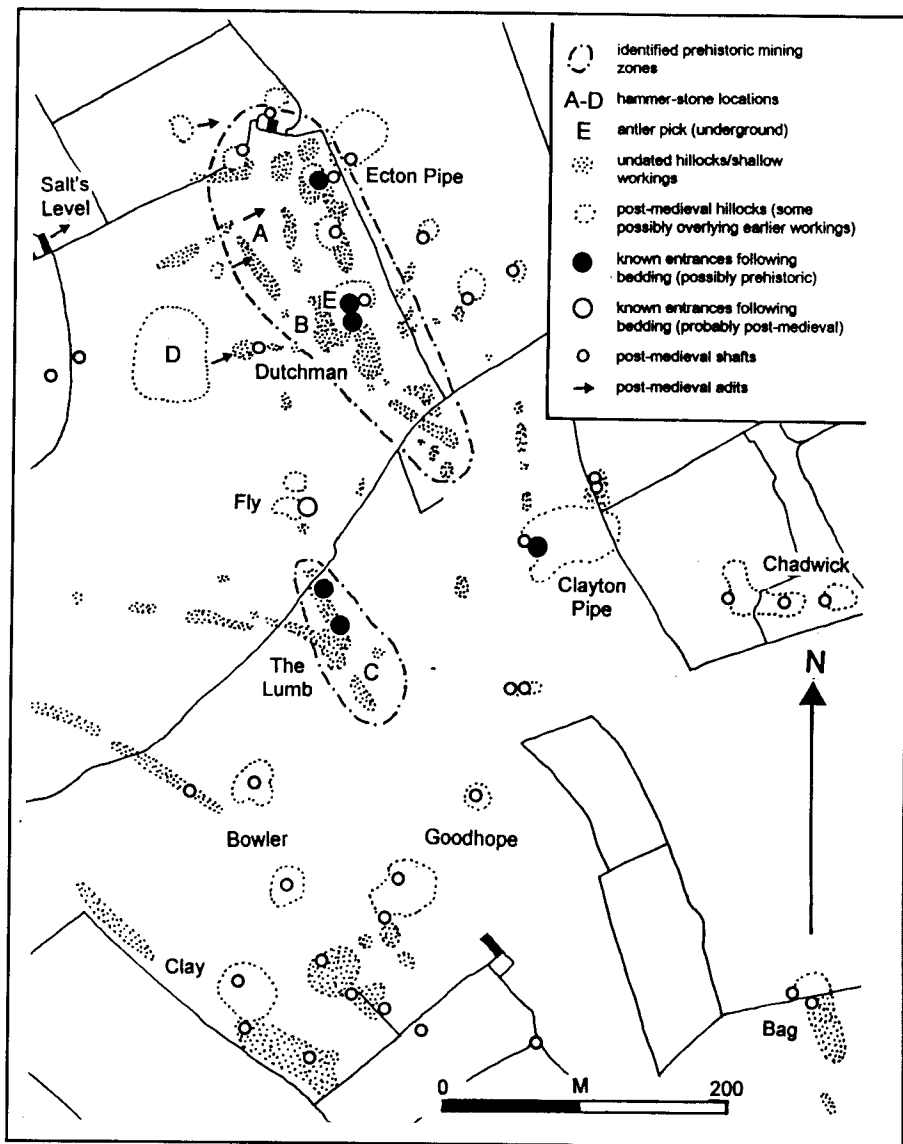 identified prehistoric mining
zones
A-D hammer-stone locations
E antler pick (underground)
undated hillocks/shallow
workings
post-medieval hillocks (some
possibly overlying earlier workings)
known entrances following
bedding (possibly prehistoric)
known entrances following
bedding (probably post-medieval)
post-medieval shafts
post-medieval adits
Ecton Pipe
Salt's
Level
A
E
B
D
Dutchman
Fly
Clayton
Pipe
Chadwick
The
Lumb
C
N
Bowler
Goodhope
Clay
Bag
0 M 200